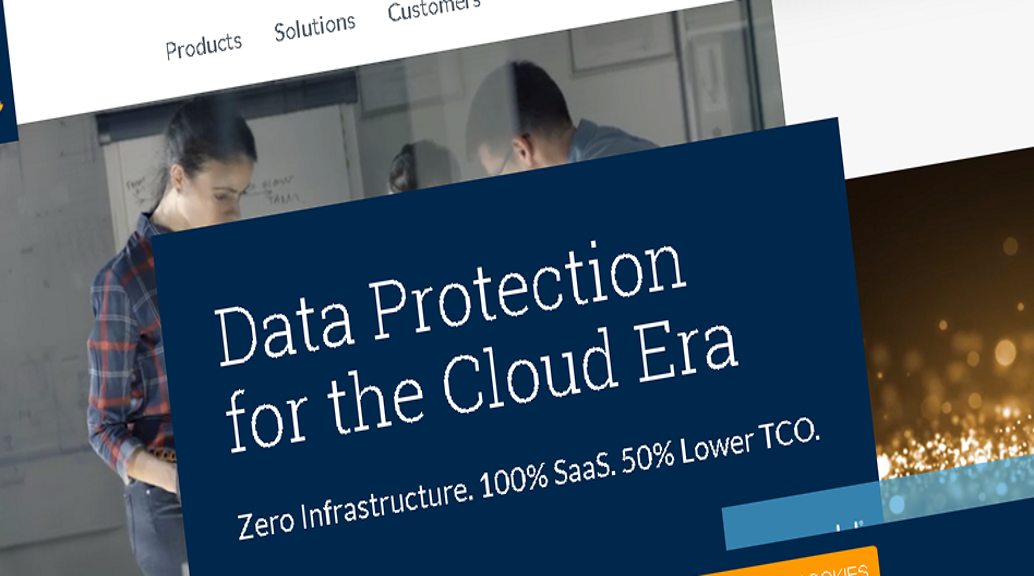 Products Solutions Customers
Data Protection
for the Cloud Era
Zero Infrastructure. 100% SaaS. 50% Lower TCO.